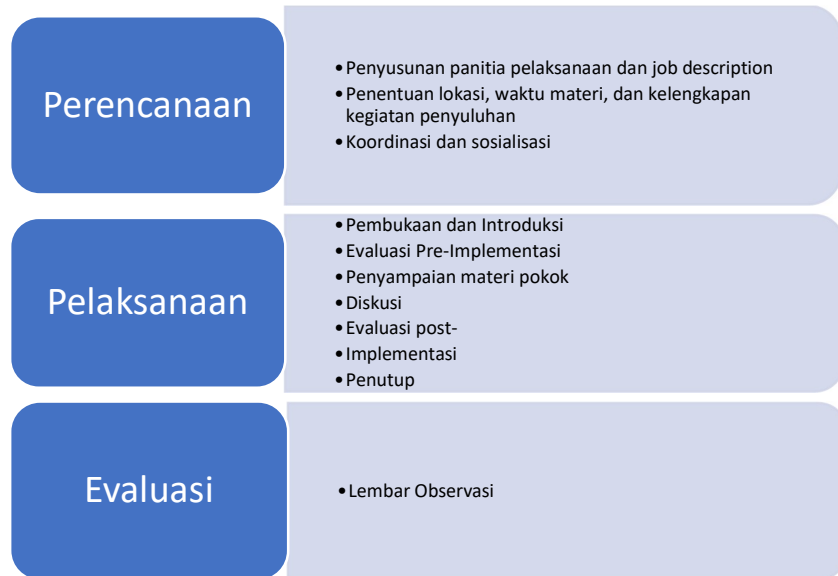 Perencanaan
•Penyusunan panitia pelaksanaan dan job description
•Penentuan lokasi, waktu materi, dan kelengkapan
kegiatan penyuluhan
•Koordinasi dan sosialisasi
Pelaksanaan
•Pembukaan dan Introduksi
•Evaluasi Pre-Implementasi
•Penyampaian materi pokok
•Diskusi
•Evaluasi post-
•Implementasi
•Penutup
Evaluasi
•Lembar Observasi